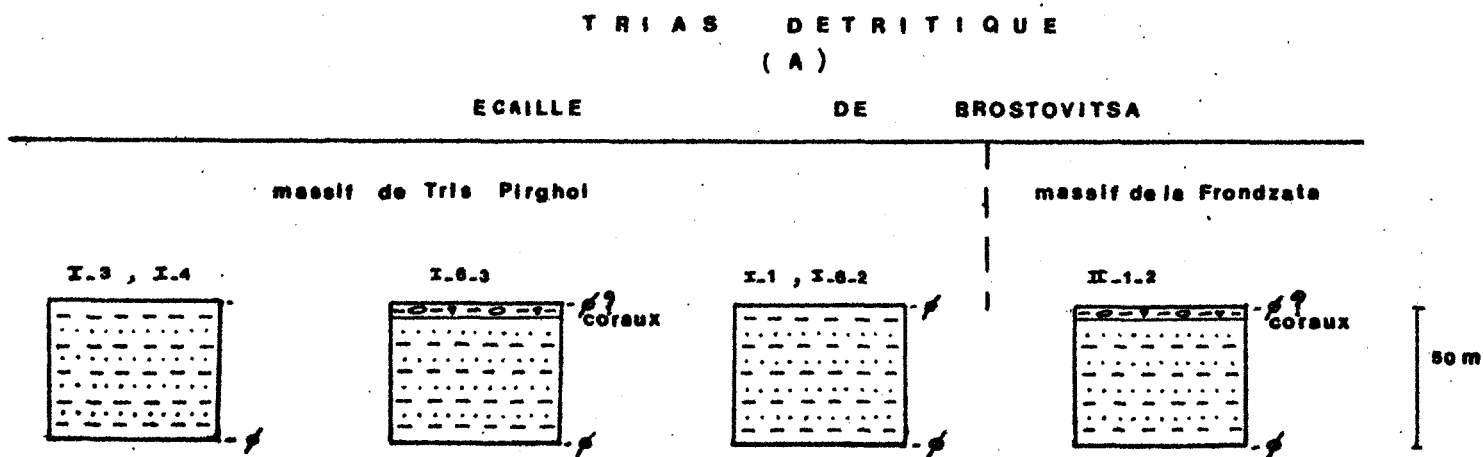 TRIAS DETRITIQUE
(A)
ECAILLE DE BROSTOVITSA
massif de Tris Pirghoi
massif de la Frondzata
I-3 , I-4
I-6-3
I-1 , I-6-2
II-1-2
ϕ ?
coraux
ϕ
ϕ ?
coraux
50 m
ϕ
ϕ
ϕ
ϕ